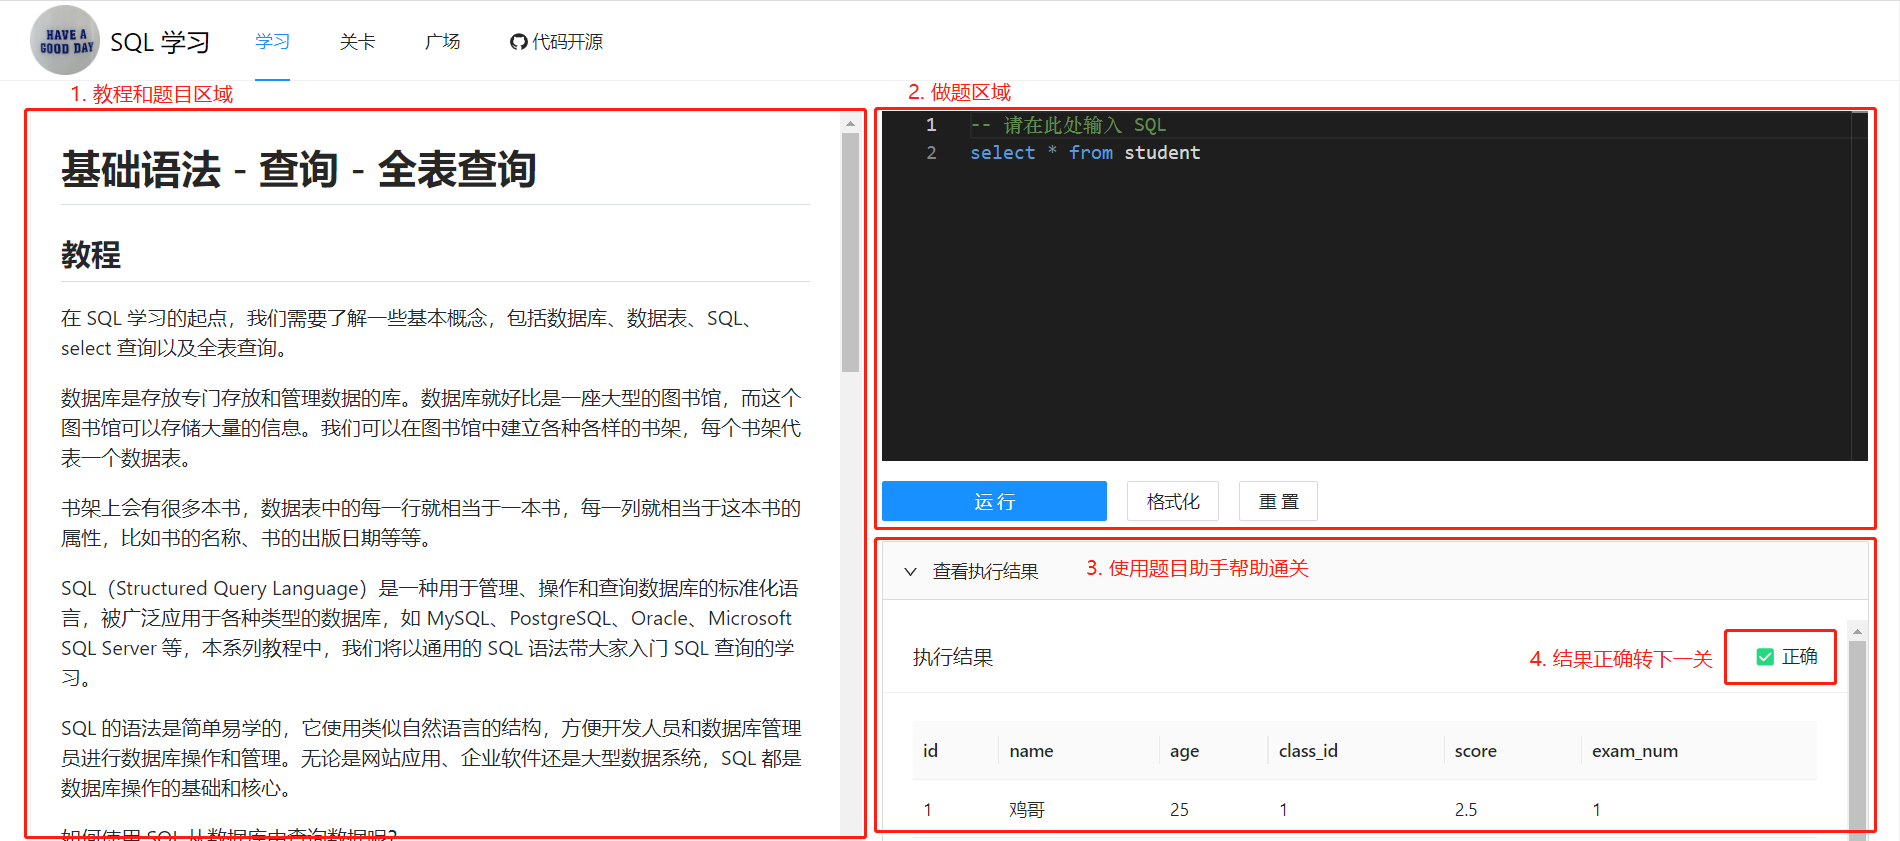 HAVE A
GOOD DAY
SQL 学习
学习
关卡
广场
代码开源
1. 教程和题目区域
基础语法 - 查询 - 全表查询
教程
在 SQL 学习的起点，我们需要了解一些基本概念，包括数据库、数据表、SQL、
select 查询以及全表查询。
数据库是存放专门存放和管理数据的库。数据库就好比是一座大型的图书馆，而这个
图书馆可以存储大量的信息。我们可以在图书馆中建立各种各样的书架，每个书架代
表一个数据表。
书架上会有很多本书，数据表中的每一行就相当于一本书，每一列就相当于这本书的
属性，比如书的名称、书的出版日期等等。
SQL（Structured Query Language）是一种用于管理、操作和查询数据库的标准化语
言，被广泛应用于各种类型的数据库，如 MySQL、PostgreSQL、Oracle、Microsoft
SQL Server 等，本系列教程中，我们将以通用的 SQL 语法带大家入门 SQL 查询的学
习。
SQL 的语法是简单易学的，它使用类似自然语言的结构，方便开发人员和数据库管理
员进行数据库操作和管理。无论是网站应用、企业软件还是大型数据系统，SQL 都是
数据库操作的基础和核心。
如何使用 SQL 从数据库中查询数据呢？
2. 做题区域
1 -- 请在此处输入 SQL
2 select * from student
运 行
格式化
重 置
查看执行结果
3. 使用题目助手帮助通关
执行结果
4. 结果正确转下一关
正确
id name age class_id score exam_num
1 鸡哥 25 1 2.5 1